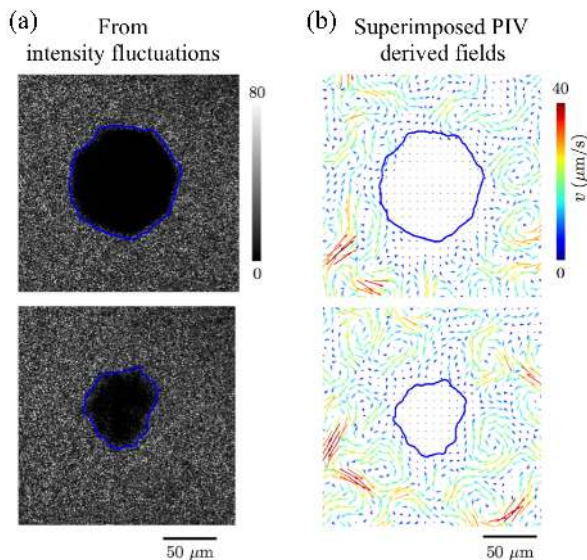 (a)
From
intensity fluctuations
80
0
50 μm
(b)
Superimposed PIV
derived fields
40
v (μm/s)
0
50 μm